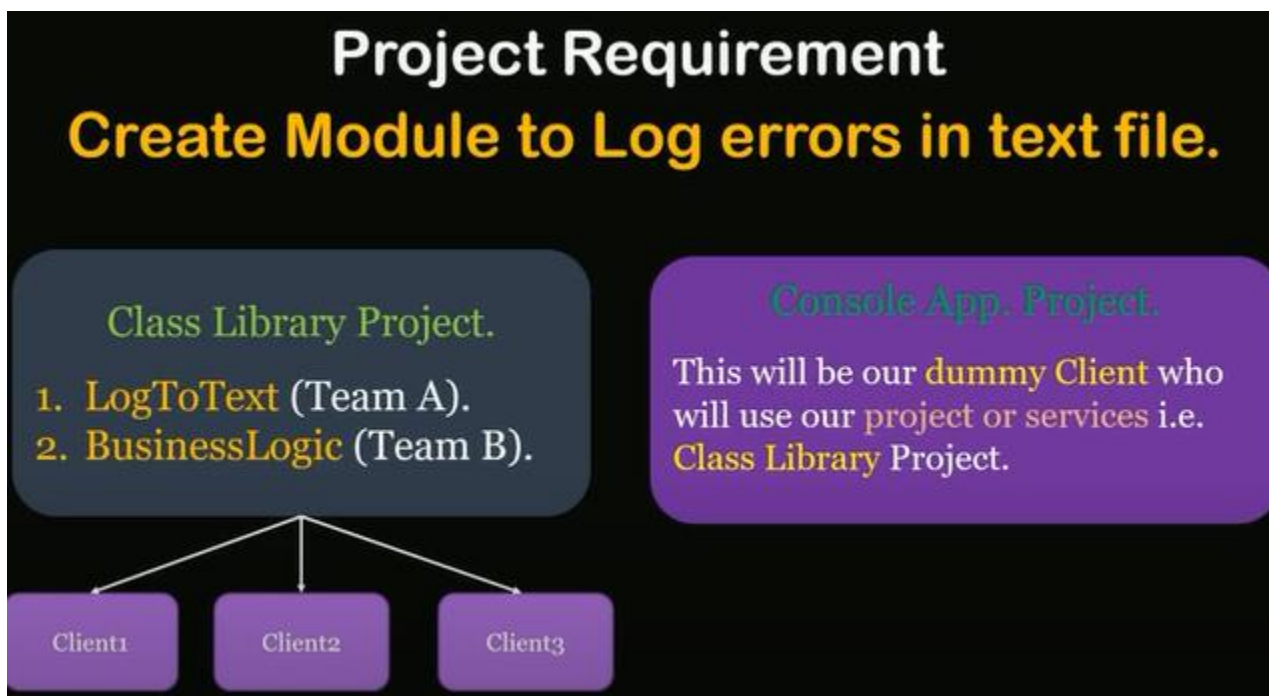 Project Requirement
Create Module to Log errors in text file.
Class Library Project.
1. LogToText (Team A).
2. BusinessLogic (Team B).
Console App. Project.
This will be our dummy Client who
will use our project or services i.e.
Class Library Project.
Client1
Client2
Client3